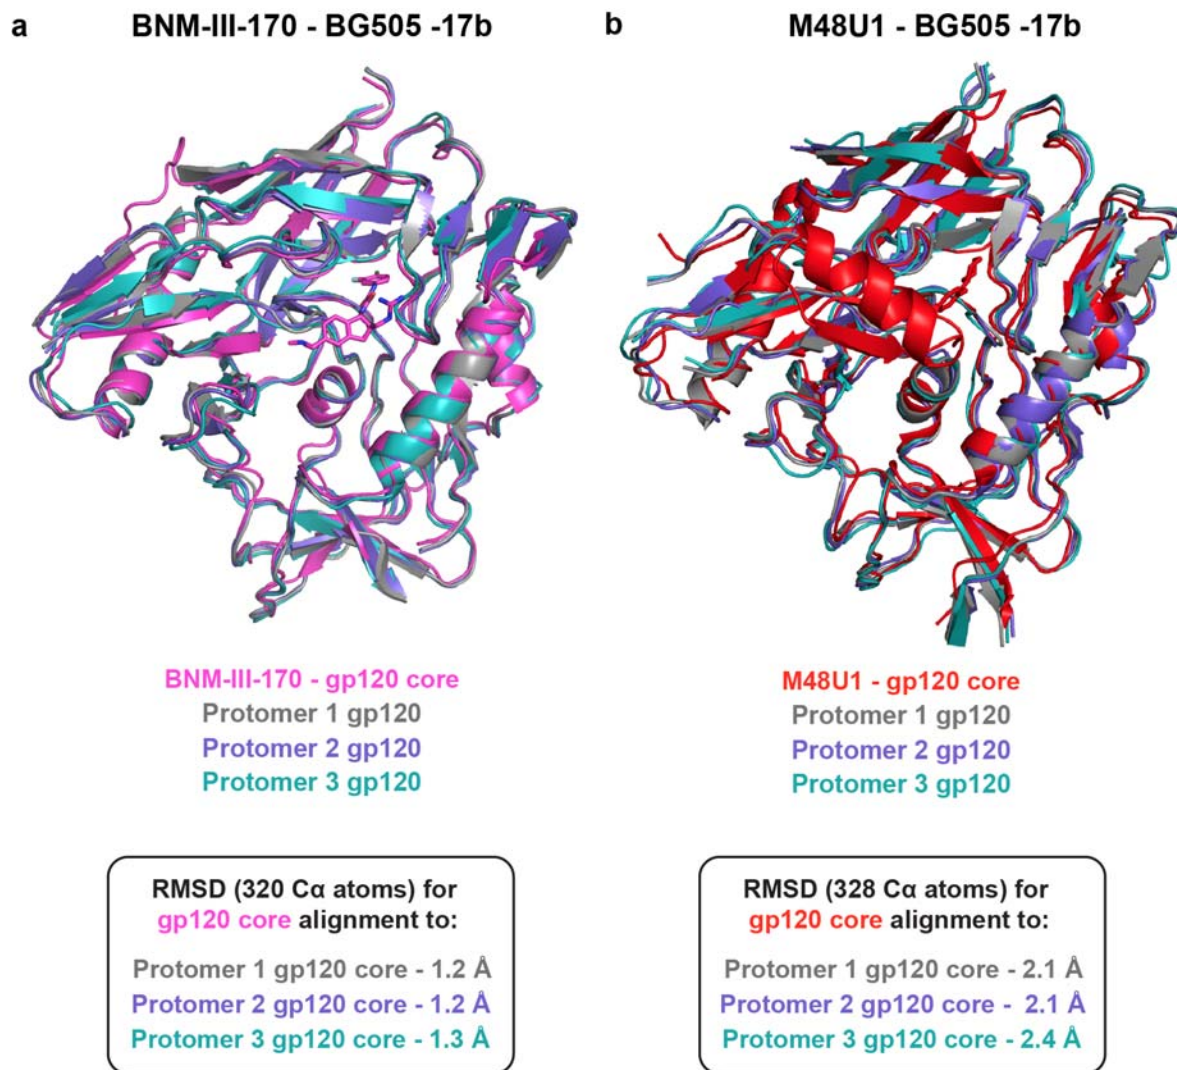 a BNM-III-170 - BG505 -17b
BNM-III-170 - gp120 core
Protomer 1 gp120
Protomer 2 gp120
Protomer 3 gp120
RMSD (320 Cα atoms) for
gp120 core alignment to:
Protomer 1 gp120 core - 1.2 Å
Protomer 2 gp120 core - 1.2 Å
Protomer 3 gp120 core - 1.3 Å
b M48U1 - BG505 -17b
M48U1 - gp120 core
Protomer 1 gp120
Protomer 2 gp120
Protomer 3 gp120
RMSD (328 Cα atoms) for
gp120 core alignment to:
Protomer 1 gp120 core - 2.1 Å
Protomer 2 gp120 core - 2.1 Å
Protomer 3 gp120 core - 2.4 Å